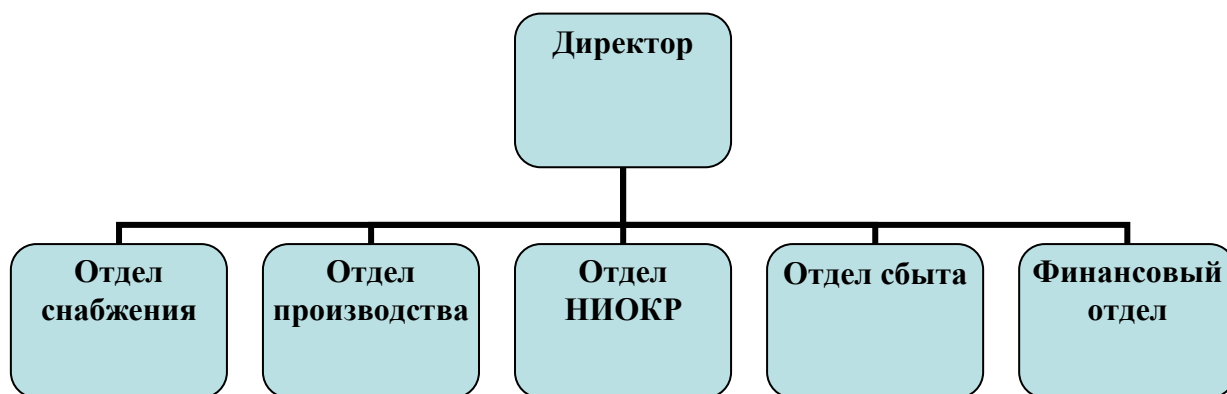 Директор
Отдел
снабжения
Отдел
производства
Отдел
НИОКР
Отдел сбыта
Финансовый
отдел